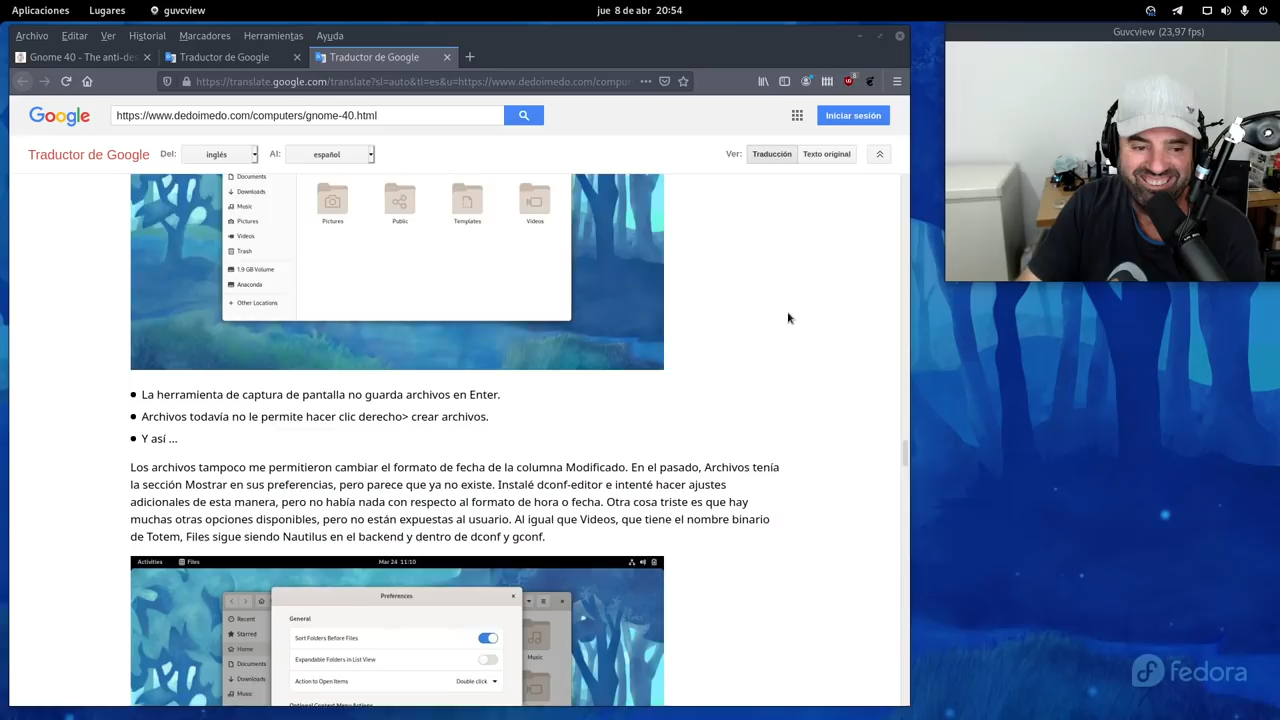 Aplicaciones Lugares guvcview jue 8 de abr 20:54
Archivo Editar Ver Historial Marcadores Herramientas Ayuda
Guvcview (23,97 fps)
Gnome 40 - The anti-des
Traductor de Google
Traductor de Google
https://translate.google.com/translate?sl=auto&tl=es&u=https://www.dedoimedo.com/compu
8
Google
https://www.dedoimedo.com/computers/gnome-40.html
Iniciar sesión
Traductor de Google
Del: inglés Al: español
Ver: Traducción Texto original
Documents
Downloads
Music
Pictures
Videos
Trash
1.9 GB Volume
Anaconda
Other Locations
Pictures Public Templates Videos
La herramienta de captura de pantalla no guarda archivos en Enter.
Archivos todavía no le permite hacer clic derecho> crear archivos.
Y así ...
Los archivos tampoco me permitieron cambiar el formato de fecha de la columna Modificado. En el pasado, Archivos tenía
la sección Mostrar en sus preferencias, pero parece que ya no existe. Instalé dconf-editor e intenté hacer ajustes
adicionales de esta manera, pero no había nada con respecto al formato de hora o fecha. Otra cosa triste es que hay
muchas otras opciones disponibles, pero no están expuestas al usuario. Al igual que Videos, que tiene el nombre binario
de Totem, Files sigue siendo Nautilus en el backend y dentro de dconf y gconf.
Activities Files Mar 24 11:10
Preferences
Recent
Starred
Home
Documents
Downloads
Music
General
Sort Folders Before Files
Expandable Folders in List View
Action to Open Items Double click
Optional Context Menu Actions
Music
fedora